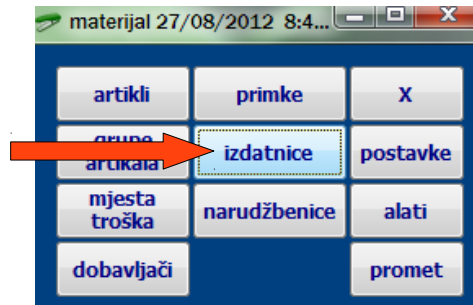 materijal 27/08/2012 8:4...
artikli
primke
X
grupe
artikala
izdatnice
postavke
mjesta
troška
narudžbenice
alati
dobavljači
promet